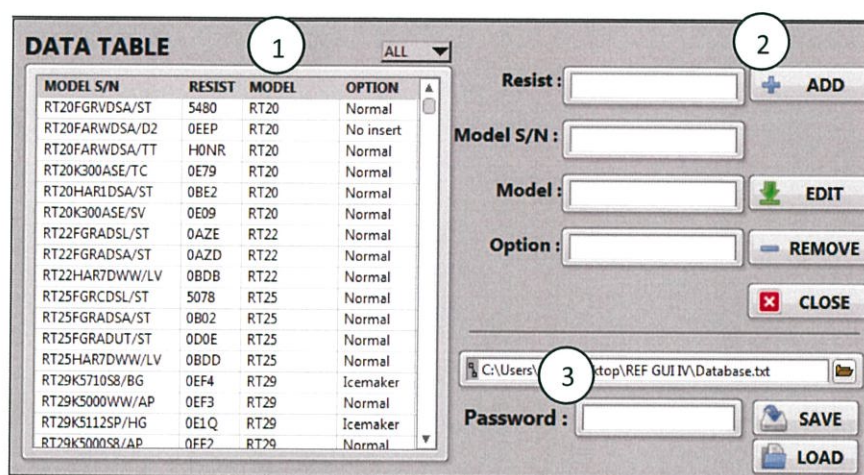 DATA TABLE
1
ALL
MODEL S/N RESIST MODEL OPTION
RT20FGRVDSA/ST 5480 RT20 Normal
RT20FARWDSA/D2 0EEP RT20 No insert
RT20FARWDSA/TT H0NR RT20 Normal
RT20K300ASE/TC 0E79 RT20 Normal
RT20HAR1DSA/ST 0BE2 RT20 Normal
RT20K300ASE/SV 0E09 RT20 Normal
RT22FGRADSL/ST 0AZE RT22 Normal
RT22FGRADSA/ST 0AZD RT22 Normal
RT22HAR7DWW/LV 0BDB RT22 Normal
RT25FGRCDSL/ST 5078 RT25 Normal
RT25FGRADSA/ST 0B02 RT25 Normal
RT25FGRADUT/ST 0D0E RT25 Normal
RT25HAR7DWW/LV 0BDD RT25 Normal
RT29K5710S8/BG 0EF4 RT29 Icemaker
RT29K5000WW/AP 0EF3 RT29 Normal
RT29K5112SP/HG 0E1Q RT29 Icemaker
RT29K5000S8/AP 0EF2 RT29 Normal
2
Resist :
ADD
Model S/N :
Model :
EDIT
Option :
REMOVE
CLOSE
C:\Users\ 3 ktop\REF GUI IV\Database.txt
Password :
SAVE
LOAD